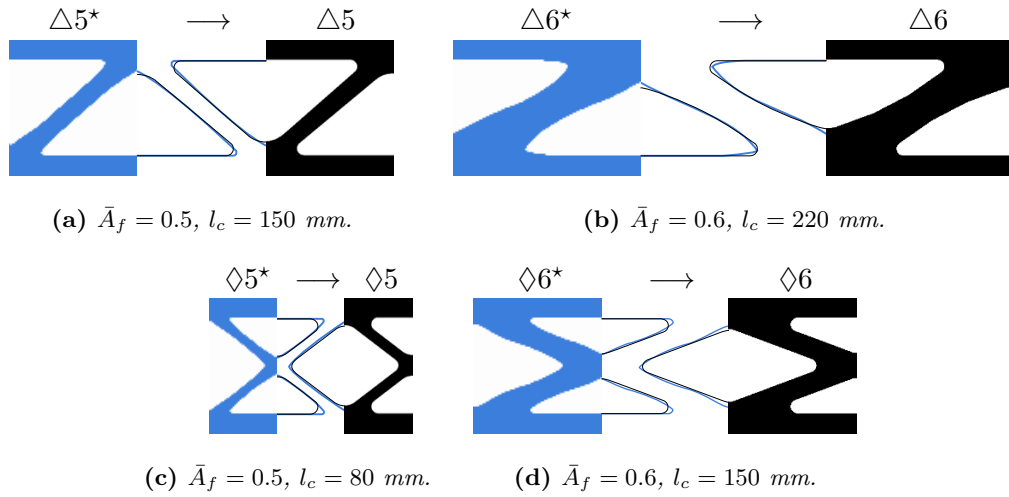 △5⋆ ⟶ △5 △6⋆ ⟶ △6
(a) Ā_f = 0.5, l_c = 150 mm. (b) Ā_f = 0.6, l_c = 220 mm.
◊5⋆ ⟶ ◊5 ◊6⋆ ⟶ ◊6
(c) Ā_f = 0.5, l_c = 80 mm. (d) Ā_f = 0.6, l_c = 150 mm.